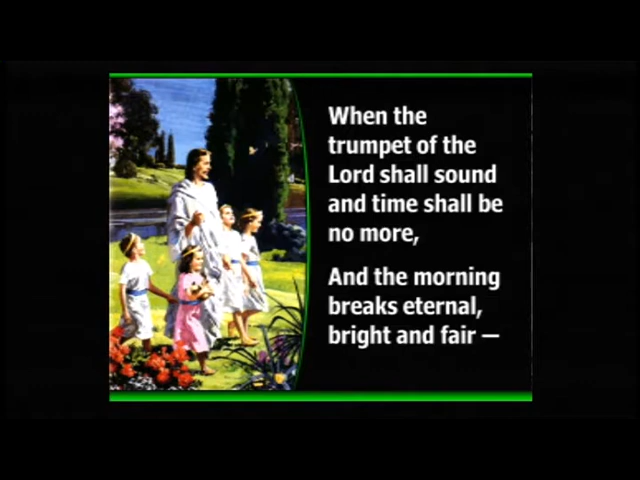 When the
trumpet of the
Lord shall sound
and time shall be
no more,
And the morning
breaks eternal,
bright and fair —